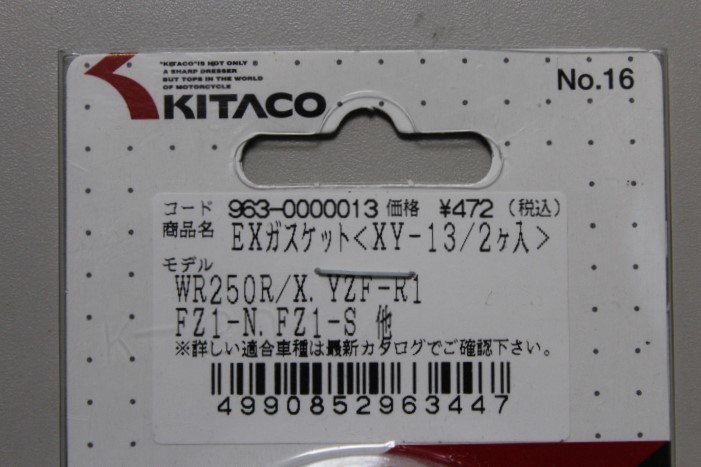 "KITACO"IS NOT ONLY
A SHARP DRESSER
BUT TOPS IN THE WORLD
OF MOTORCYCLE
KITACO
No.16
コード 963-0000013 価格 ¥472 (税込)
商品名 EXガスケット<XY-13/2ヶ入>
モデル
WR250R/X. YZF-R1
FZ1-N. FZ1-S 他
※詳しい適合車種は最新カタログでご確認下さい。
4990852963447